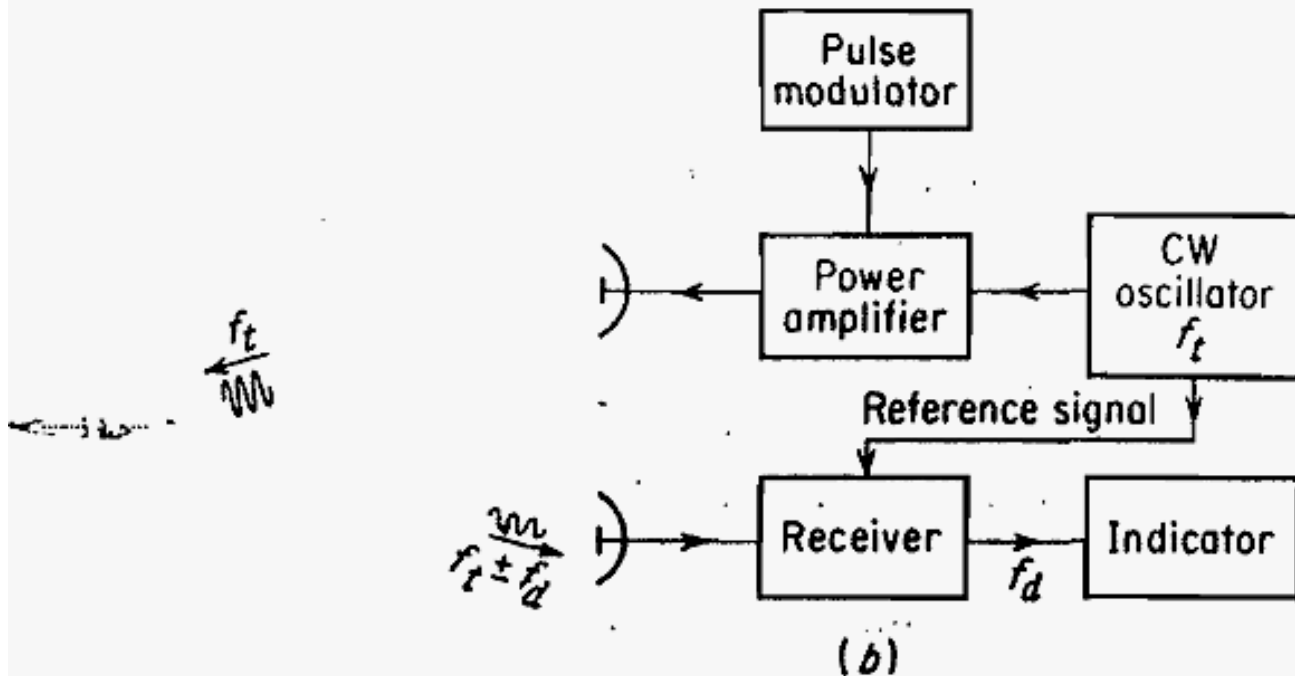 Pulse
modulator
Power
amplifier
CW
oscillator
f_t
f_t
Reference signal
f_t ± f_d
Receiver
f_d
Indicator
(b)